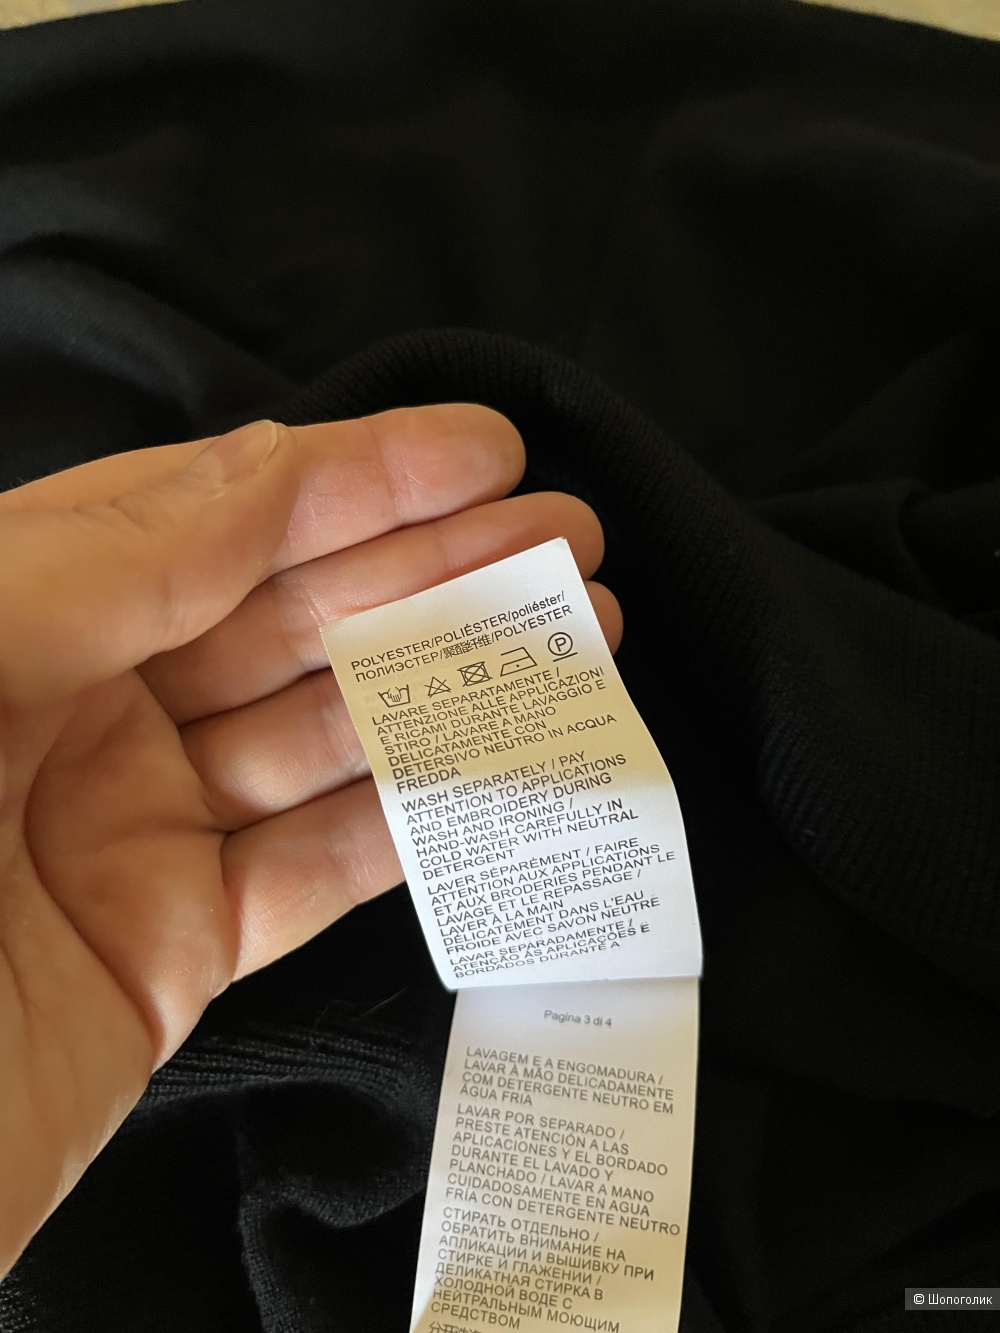 POLYESTER/POLIÉSTER/poliéster/
ПОЛИЭСТЕР/聚酯纤维/POLYESTER
P
LAVARE SEPARATAMENTE /
ATTENZIONE ALLE APPLICAZIONI
E RICAMI DURANTE LAVAGGIO E
STIRO / LAVARE A MANO
DELICATAMENTE CON
DETERSIVO NEUTRO IN ACQUA
FREDDA
WASH SEPARATELY / PAY
ATTENTION TO APPLICATIONS
AND EMBROIDERY DURING
WASH AND IRONING /
HAND-WASH CAREFULLY IN
COLD WATER WITH NEUTRAL
DETERGENT
LAVER SÉPARÉMENT / FAIRE
ATTENTION AUX APPLICATIONS
ET AUX BRODERIES PENDANT LE
LAVAGE ET LE REPASSAGE /
LAVER À LA MAIN
DÉLICATEMENT DANS L'EAU
FROIDE AVEC SAVON NEUTRE
LAVAR SEPARADAMENTE /
ATENÇÃO ÀS APLICAÇÕES E
BORDADOS DURANTE A
Pagina 3 di 4
LAVAGEM E A ENGOMADURA /
LAVAR À MÃO DELICADAMENTE
COM DETERGENTE NEUTRO EM
ÁGUA FRIA
LAVAR POR SEPARADO /
PRESTE ATENCIÓN A LAS
APLICACIONES Y EL BORDADO
DURANTE EL LAVADO Y
PLANCHADO / LAVAR A MANO
CUIDADOSAMENTE EN AGUA
FRÍA CON DETERGENTE NEUTRO
СТИРАТЬ ОТДЕЛЬНО /
ОБРАТИТЬ ВНИМАНИЕ НА
АПЛИКАЦИИ И ВЫШИВКУ ПРИ
СТИРКЕ И ГЛАЖЕНИИ /
ДЕЛИКАТНАЯ СТИРКА В
ХОЛОДНОЙ ВОДЕ С
НЕЙТРАЛЬНЫМ МОЮЩИМ
СРЕДСТВОМ
© Шопоголик